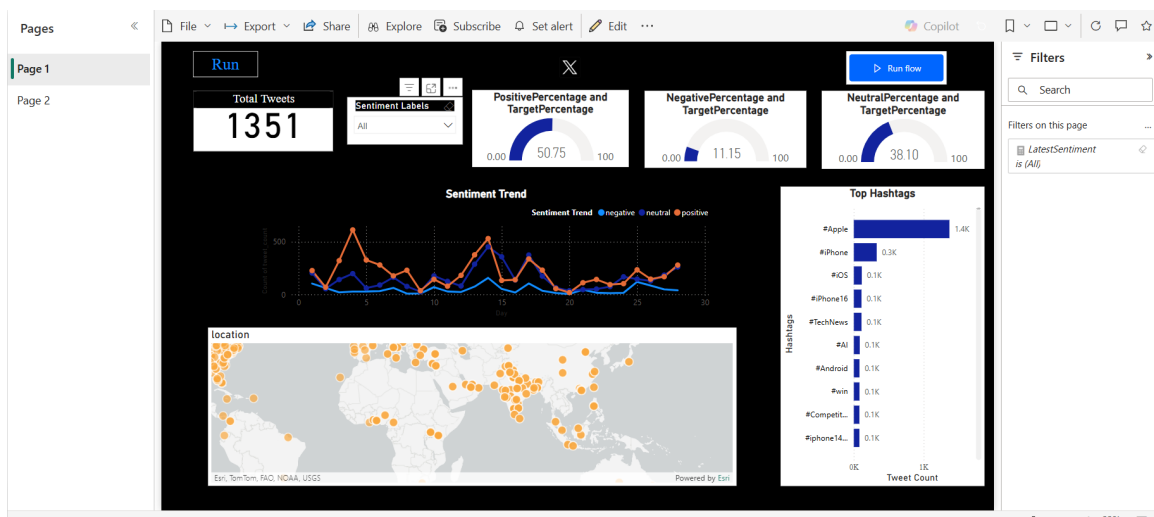 Pages
Page 1
Page 2
File
Export
Share
Explore
Subscribe
Set alert
Edit
Copilot
Run
X
Run flow
Total Tweets
1351
Sentiment Labels
All
PositivePercentage and
TargetPercentage
0.00
50.75
100
NegativePercentage and
TargetPercentage
0.00
11.15
100
NeutralPercentage and
TargetPercentage
0.00
38.10
100
Sentiment Trend
Sentiment Trend negative neutral positive
500
0
0 5 10 15 20 25 30
Day
location
Esri, TomTom, FAO, NOAA, USGS
Powered by Esri
Top Hashtags
Hashtags
#Apple 1.4K
#iPhone 0.3K
#iOS 0.1K
#iPhone16 0.1K
#TechNews 0.1K
#AI 0.1K
#Android 0.1K
#win 0.1K
#Competit... 0.1K
#iphone14... 0.1K
0K 1K
Tweet Count
Filters
Search
Filters on this page
LatestSentiment
is (All)